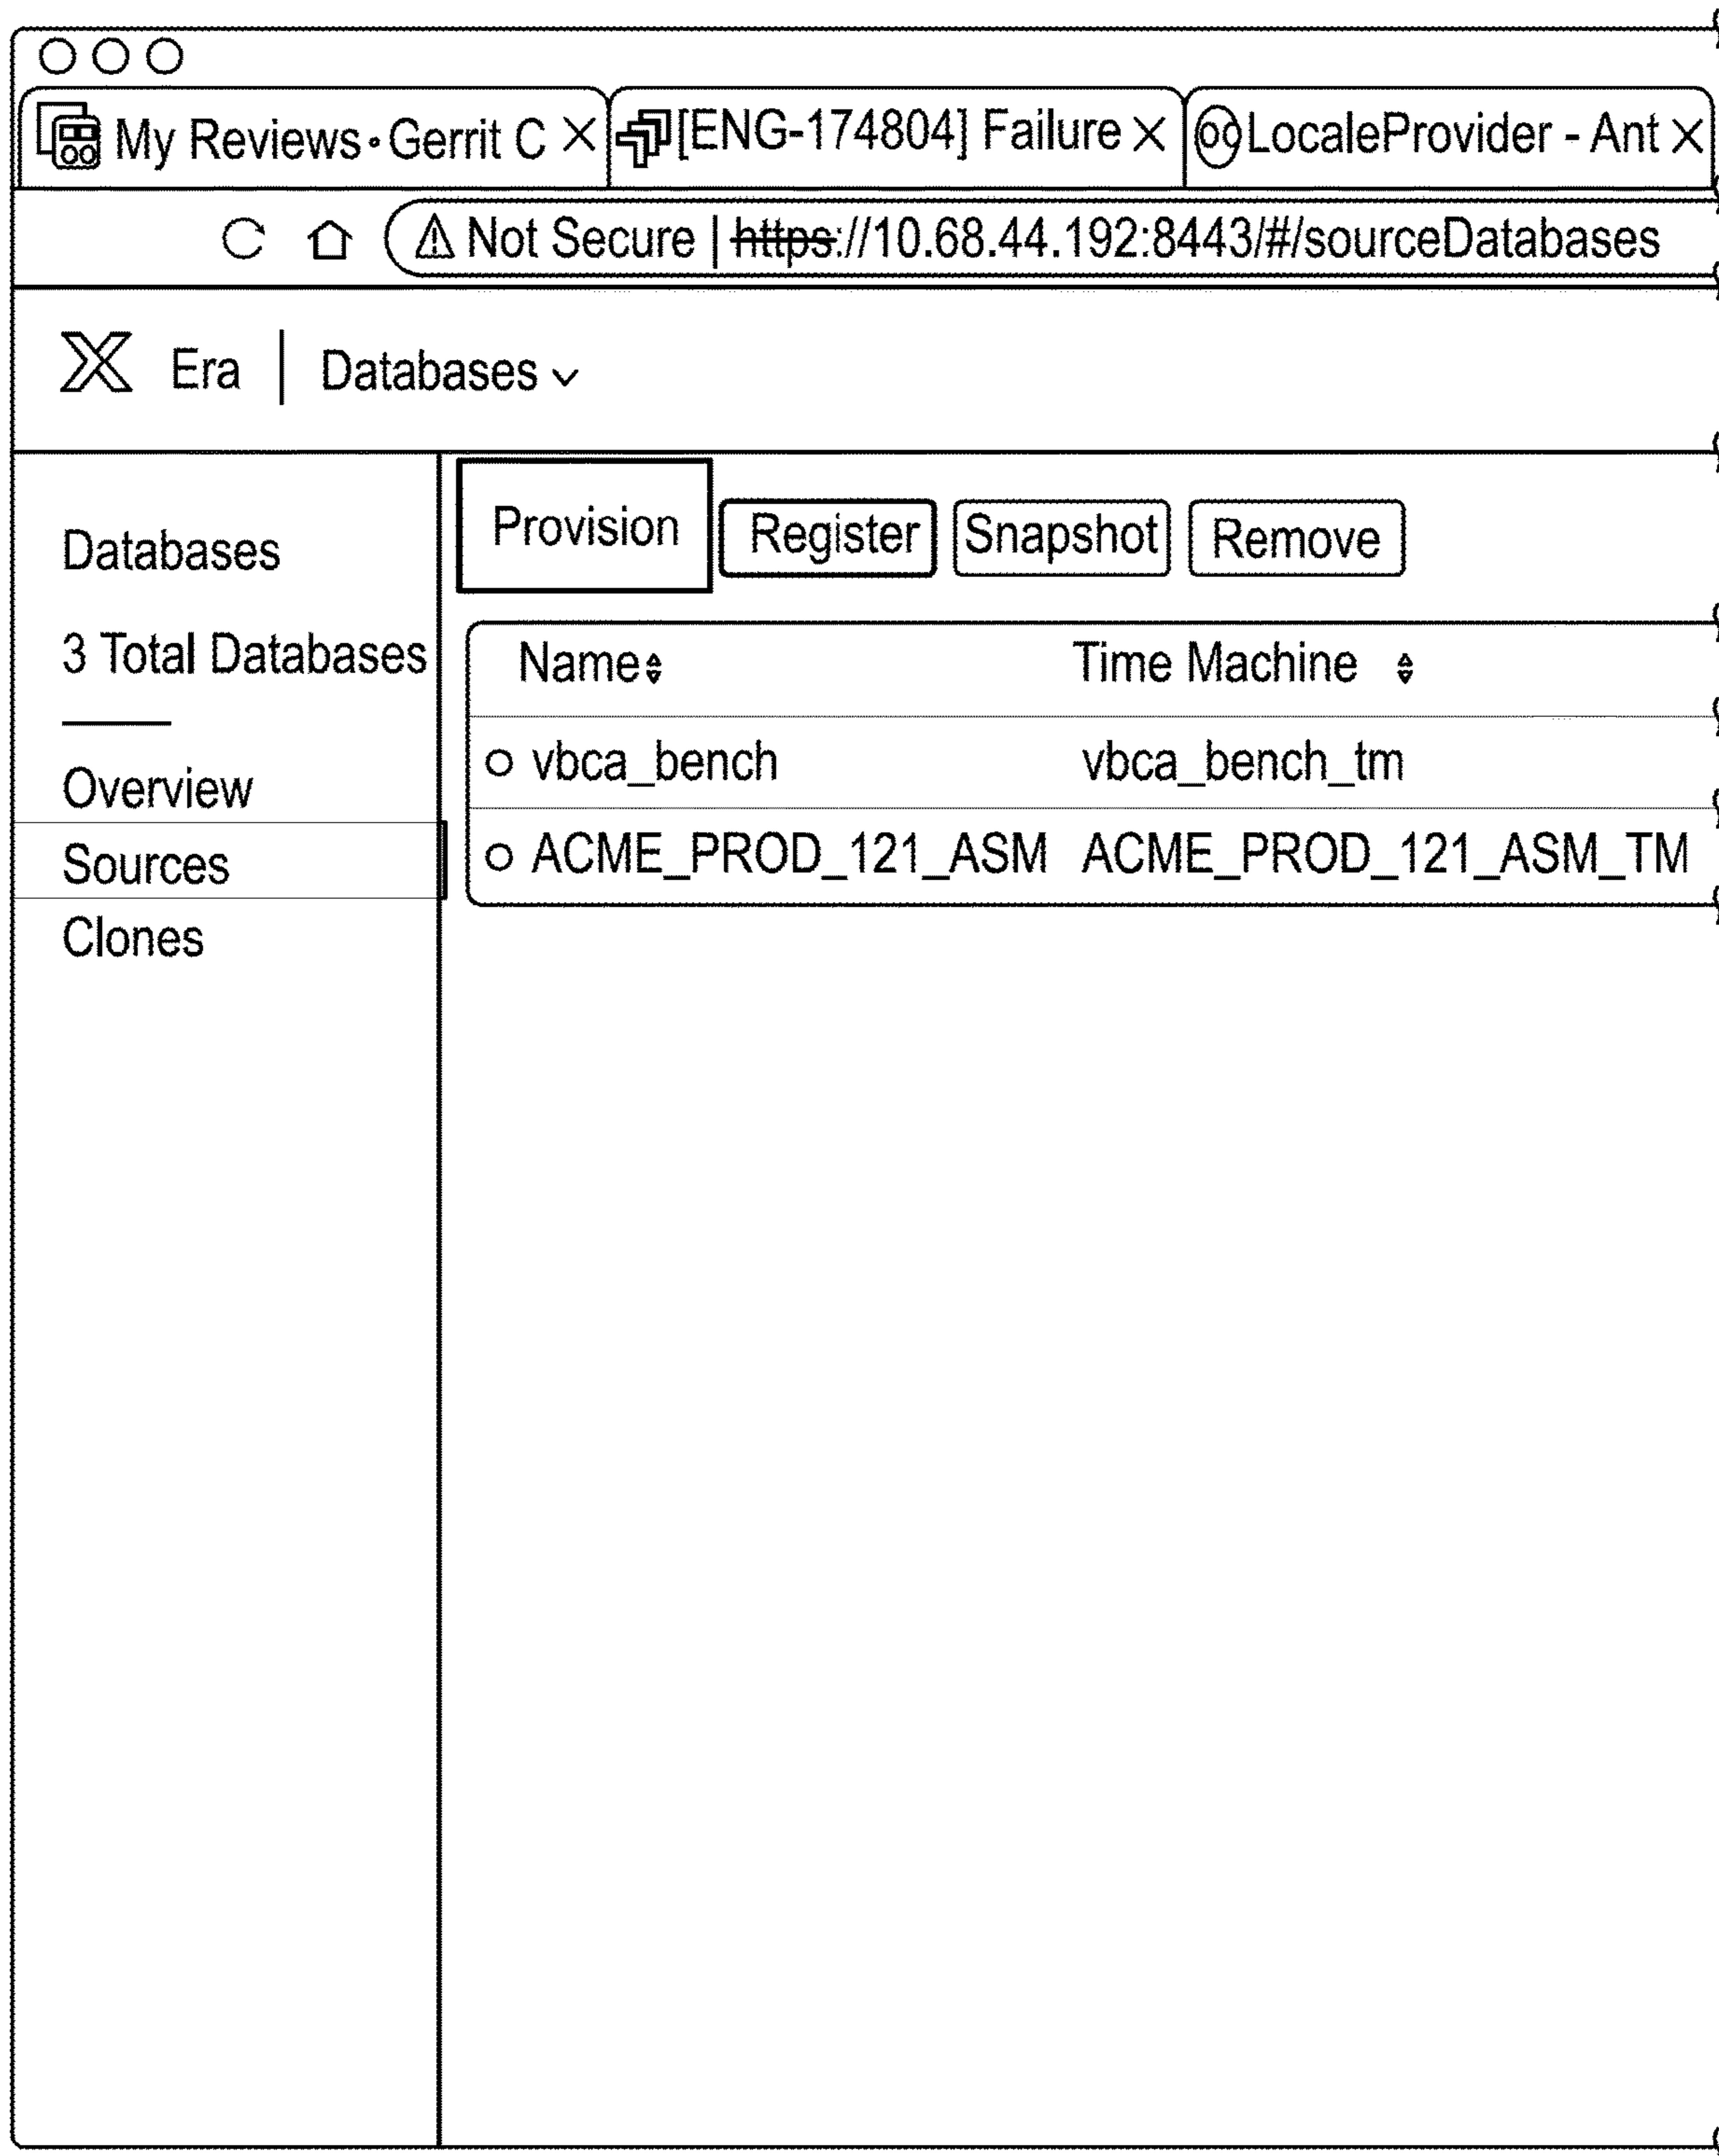 My Reviews • Gerrit C
[ENG-174804] Failure
LocaleProvider - Ant
Not Secure | https://10.68.44.192:8443/#/sourceDatabases
Era | Databases
Provision Register Snapshot Remove
Databases
3 Total Databases
Overview
Sources
Clones
Name Time Machine
vbca_bench vbca_bench_tm
ACME_PROD_121_ASM ACME_PROD_121_ASM_TM